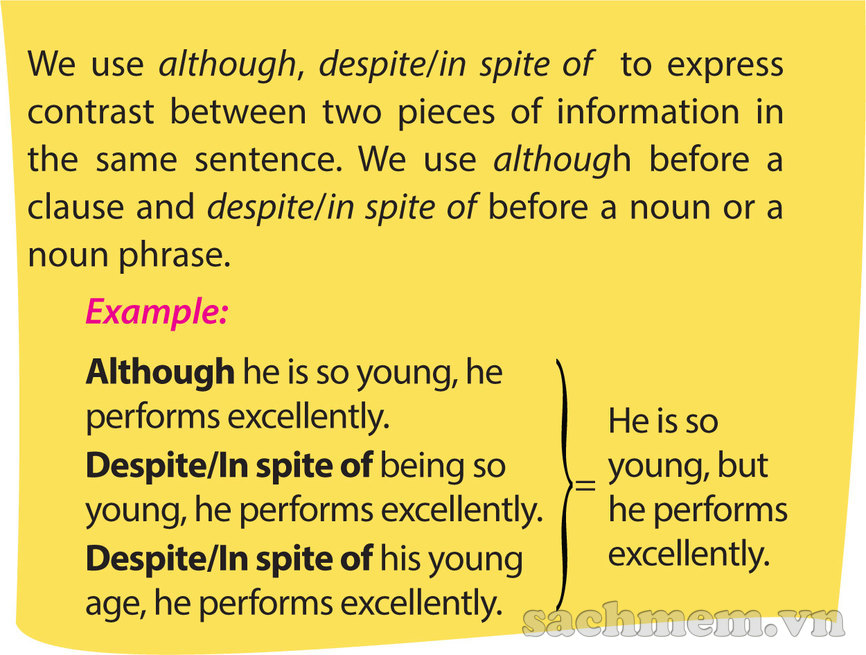 We use although, despite/in spite of to express
contrast between two pieces of information in
the same sentence. We use although before a
clause and despite/in spite of before a noun or a
noun phrase.
Example:
Although he is so young, he
performs excellently.
Despite/In spite of being so
young, he performs excellently.
Despite/In spite of his young
age, he performs excellently.
=
He is so
young, but
he performs
excellently.
sachmem.vn